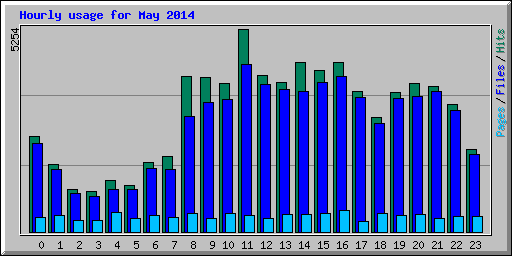 Hourly usage for May 2014
5254
Pages/Files/Hits
0 1 2 3 4 5 6 7 8 9 10 11 12 13 14 15 16 17 18 19 20 21 22 23